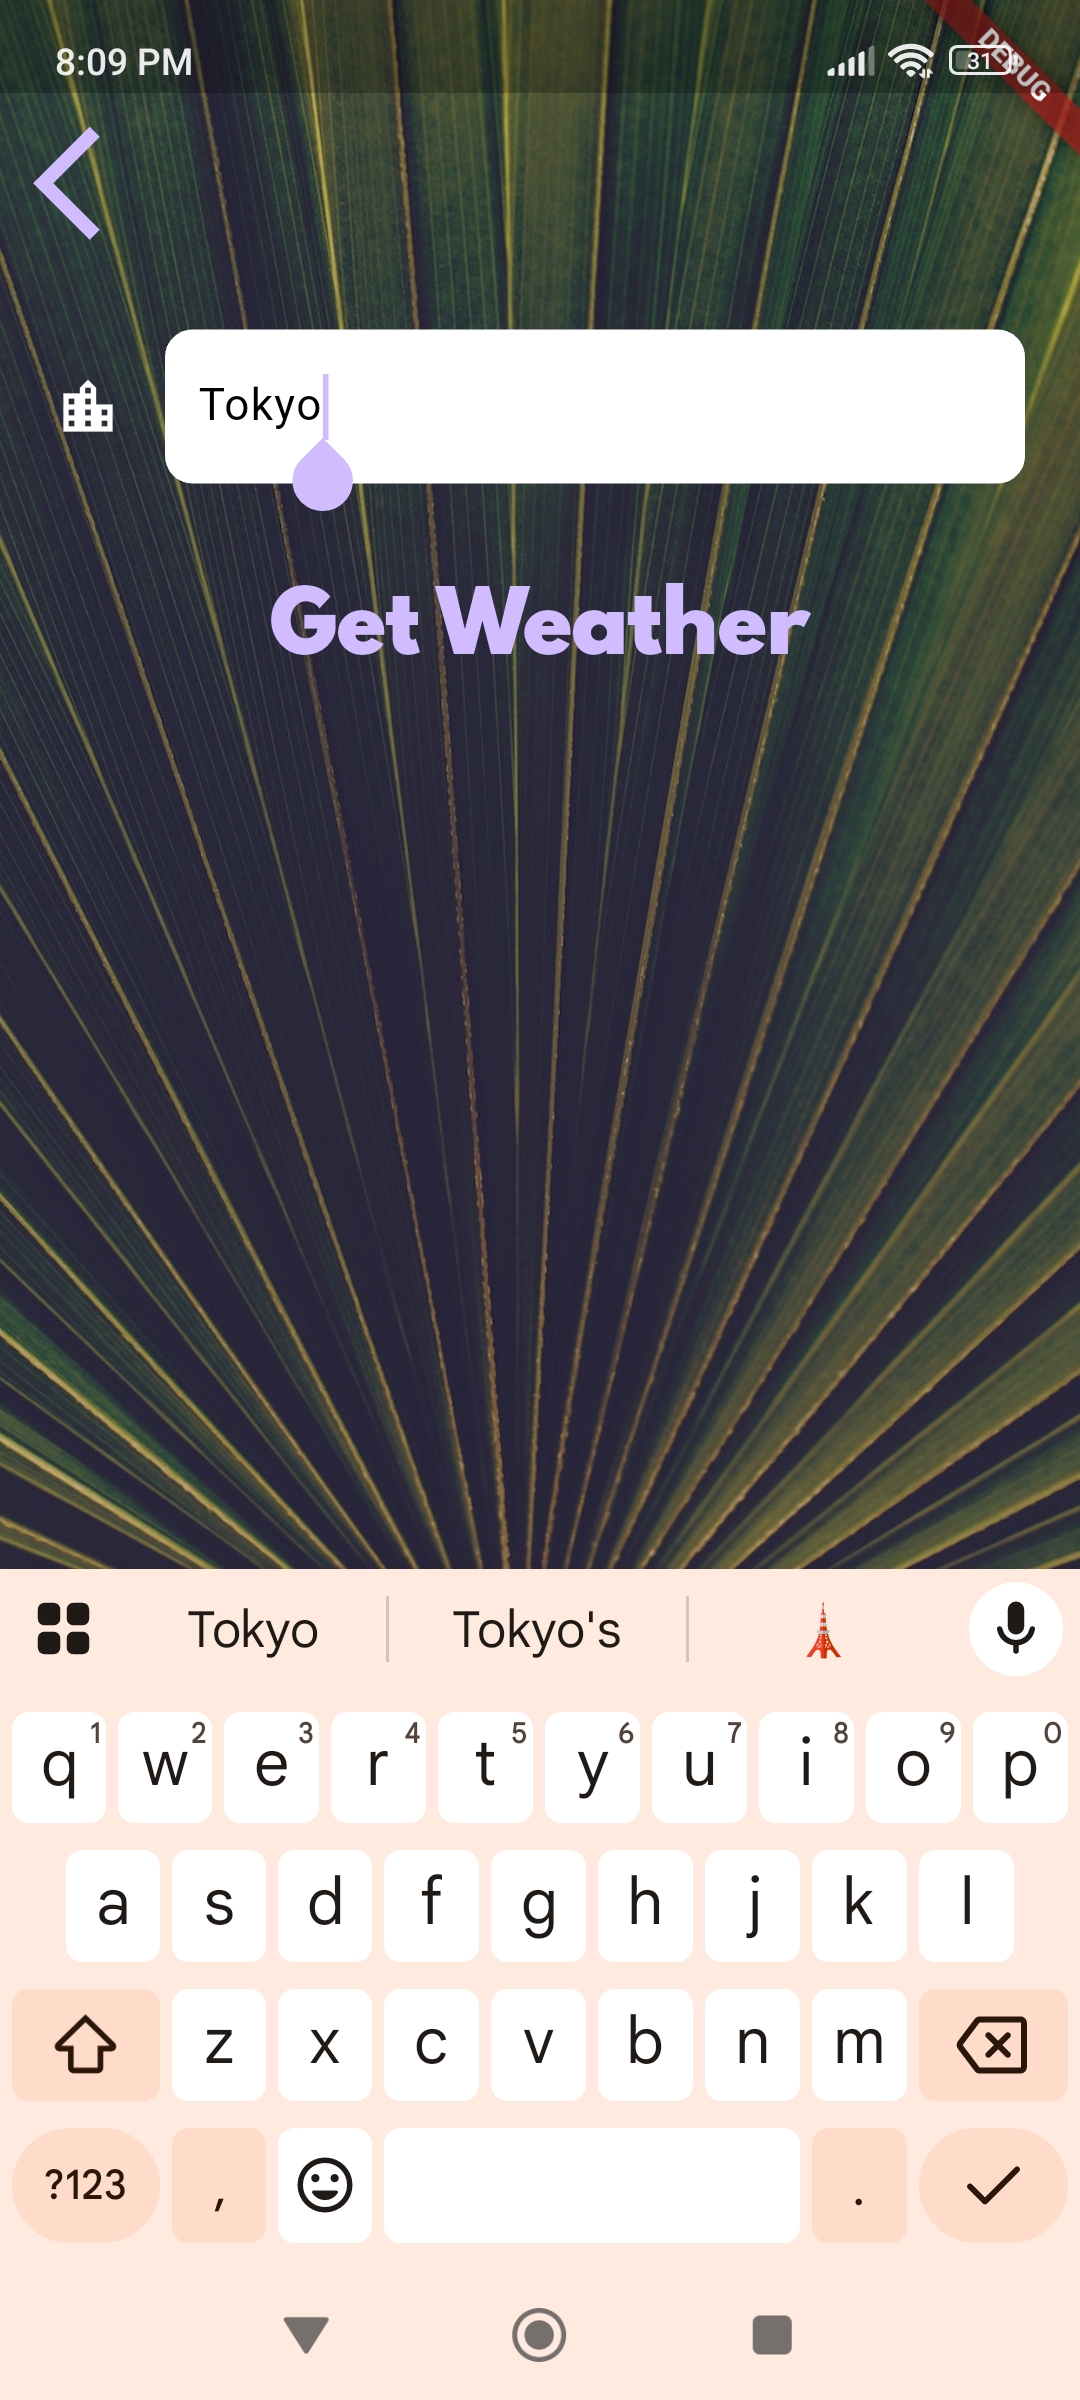 8:09 PM
31
DEBUG
Tokyo
Get Weather
Tokyo Tokyo's
q 1 w 2 e 3 r 4 t 5 y 6 u 7 i 8 o 9 p 0
a s d f g h j k l
z x c v b n m
?123 , .